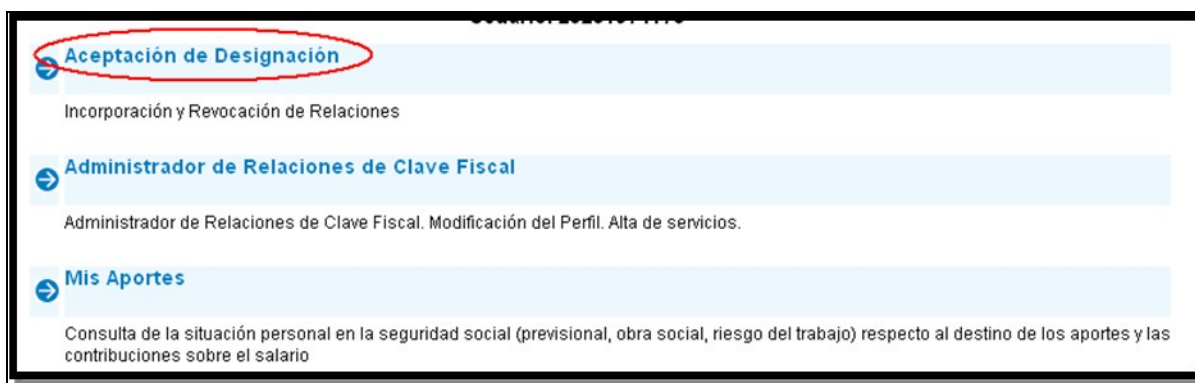 Aceptación de Designación
Incorporación y Revocación de Relaciones
Administrador de Relaciones de Clave Fiscal
Administrador de Relaciones de Clave Fiscal. Modificación del Perfil. Alta de servicios.
Mis Aportes
Consulta de la situación personal en la seguridad social (previsional, obra social, riesgo del trabajo) respecto al destino de los aportes y las
contribuciones sobre el salario